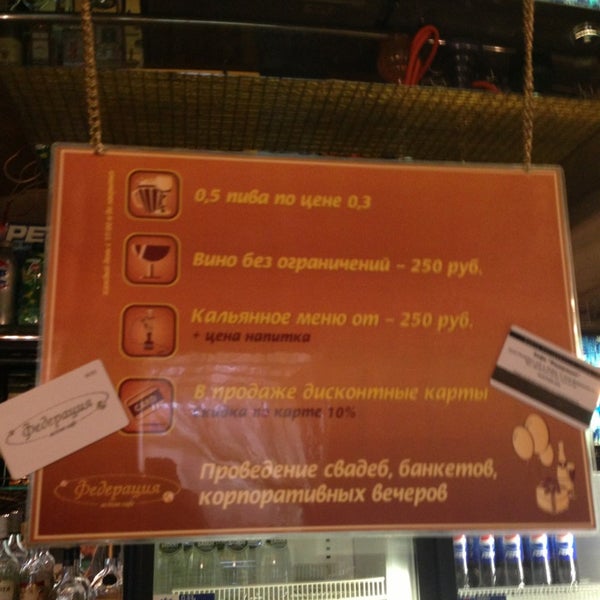 0,5 пива по цене 0,3
Вино без ограничений - 250 руб.
Кальянное меню от - 250 руб.
+ цена напитка
В продаже дисконтные карты
Скидка по карте 10%
Проведение свадеб, банкетов,
корпоративных вечеров
Федерация
Федерация
PE